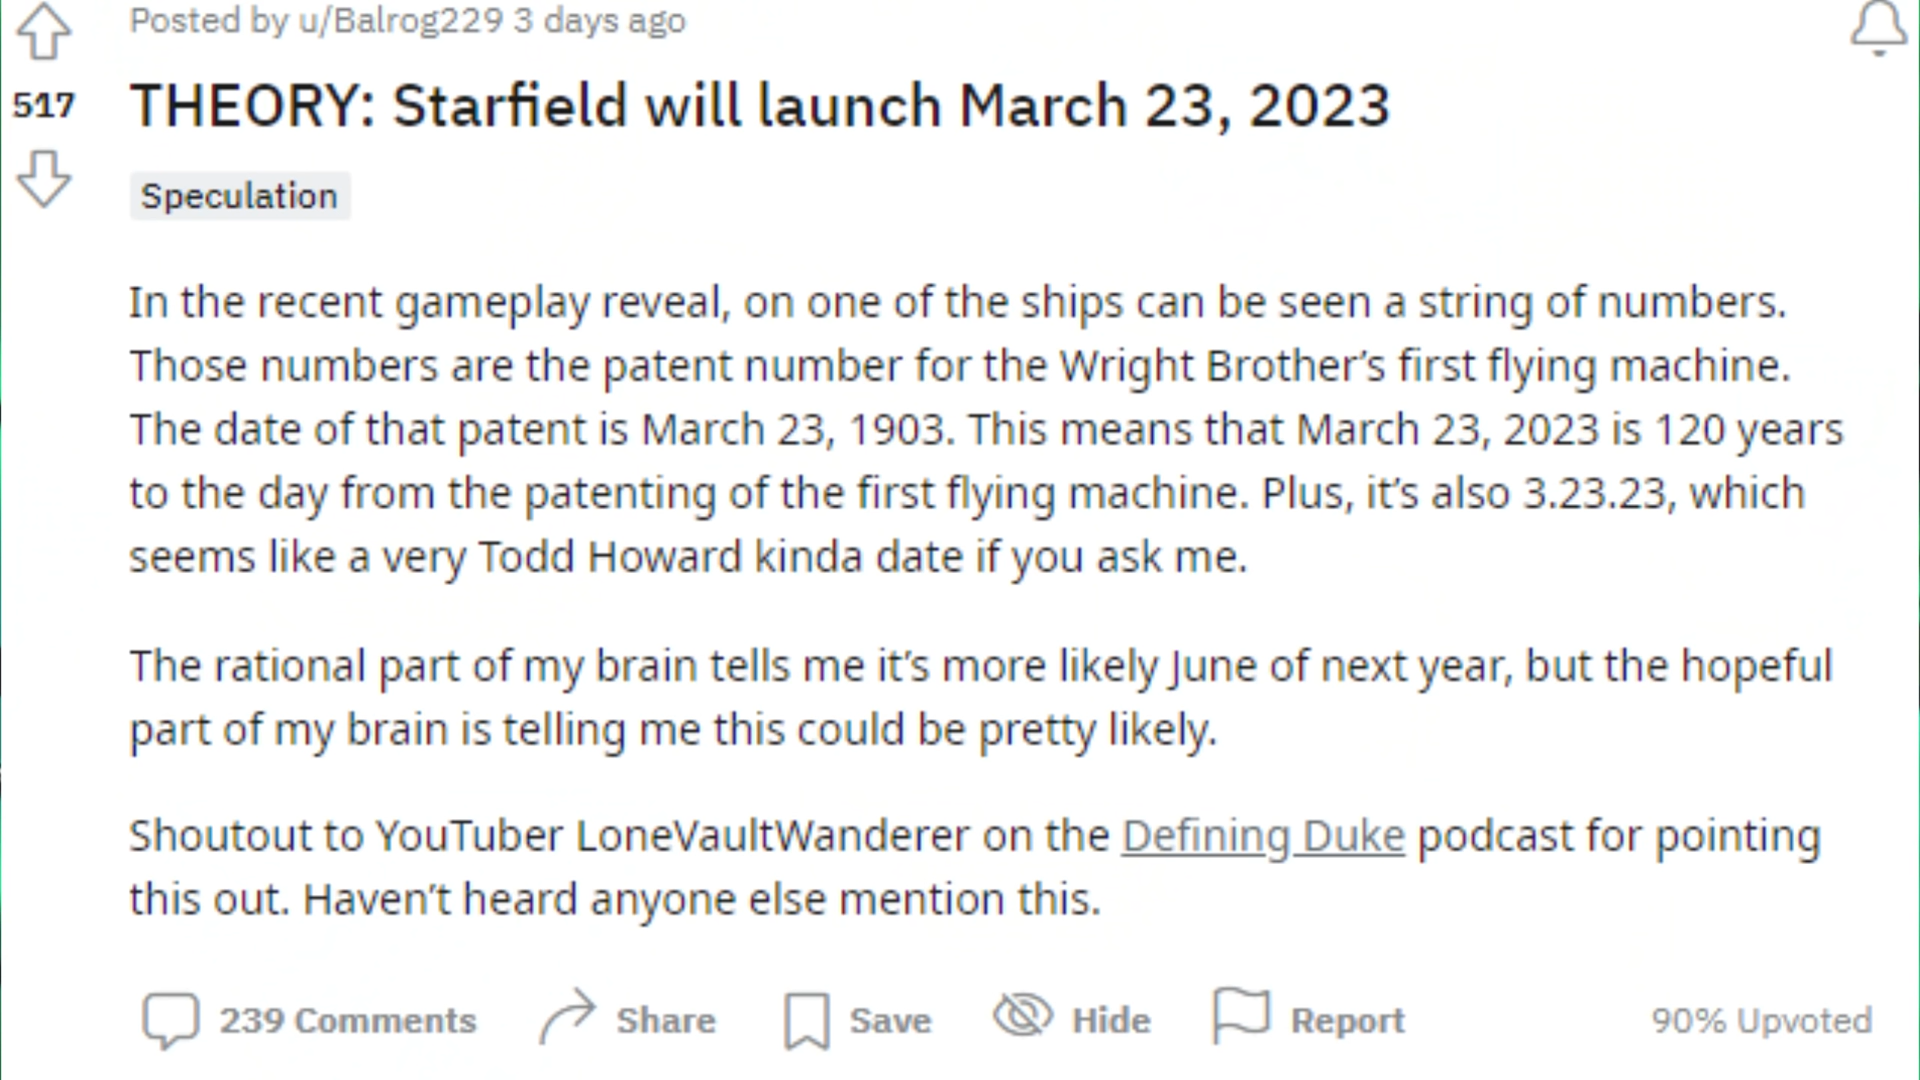 Posted by u/Balrog229 3 days ago
517
THEORY: Starfield will launch March 23, 2023
Speculation
In the recent gameplay reveal, on one of the ships can be seen a string of numbers.
Those numbers are the patent number for the Wright Brother’s first flying machine.
The date of that patent is March 23, 1903. This means that March 23, 2023 is 120 years
to the day from the patenting of the first flying machine. Plus, it’s also 3.23.23, which
seems like a very Todd Howard kinda date if you ask me.
The rational part of my brain tells me it’s more likely June of next year, but the hopeful
part of my brain is telling me this could be pretty likely.
Shoutout to YouTuber LoneVaultWanderer on the Defining Duke podcast for pointing
this out. Haven’t heard anyone else mention this.
239 Comments Share Save Hide Report 90% Upvoted